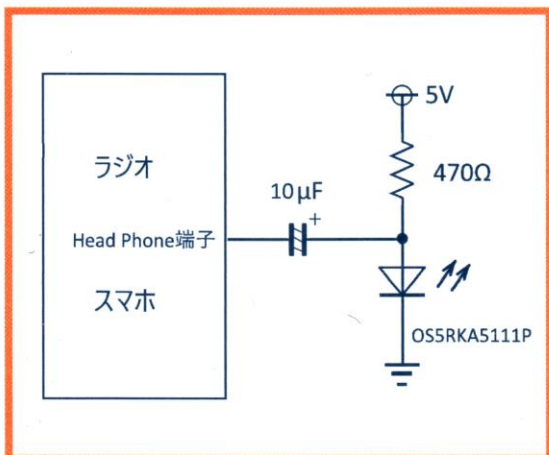 5V
ラジオ
470Ω
10μF
+
Head Phone端子
スマホ
OS5RKA5111P